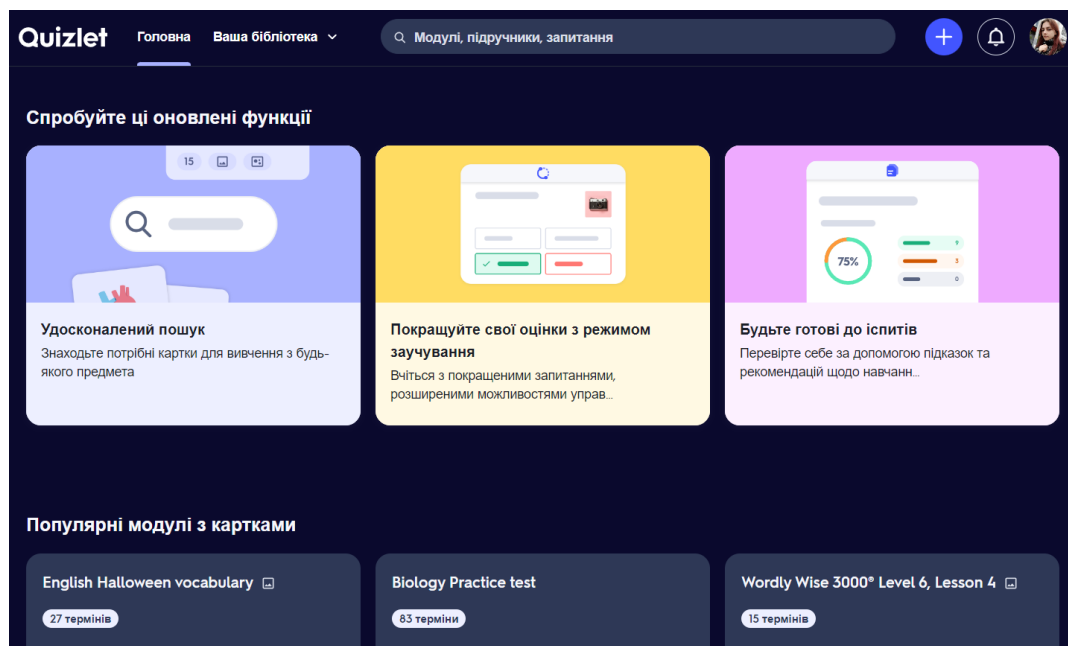 Quizlet
Головна
Ваша бібліотека
Модулі, підручники, запитання
Спробуйте ці оновлені функції
15
75%
9
3
0
Удосконалений пошук
Знаходьте потрібні картки для вивчення з будь-
якого предмета
Покращуйте свої оцінки з режимом
заучування
Вчіться з покращеними запитаннями,
розширеними можливостями управ...
Будьте готові до іспитів
Перевірте себе за допомогою підказок та
рекомендацій щодо навчанн...
Популярні модулі з картками
English Halloween vocabulary
27 термінів
Biology Practice test
83 терміни
Wordly Wise 3000® Level 6, Lesson 4
15 термінів